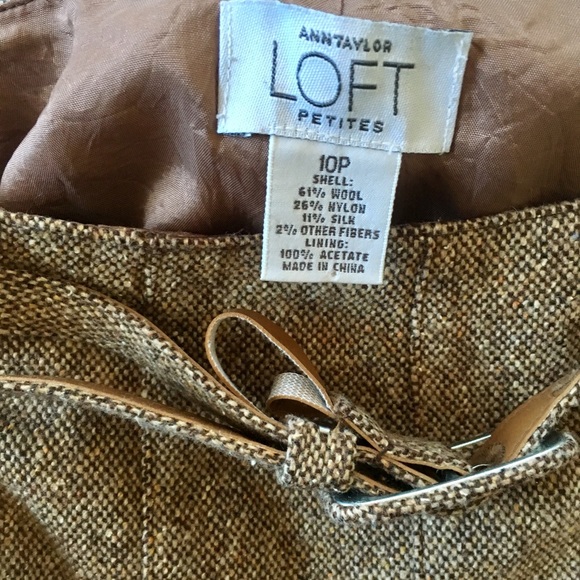 ANNTAYLOR
LOFT
PETITES
10P
SHELL:
61% WOOL
26% NYLON
11% SILK
2% OTHER FIBERS
LINING:
100% ACETATE
MADE IN CHINA